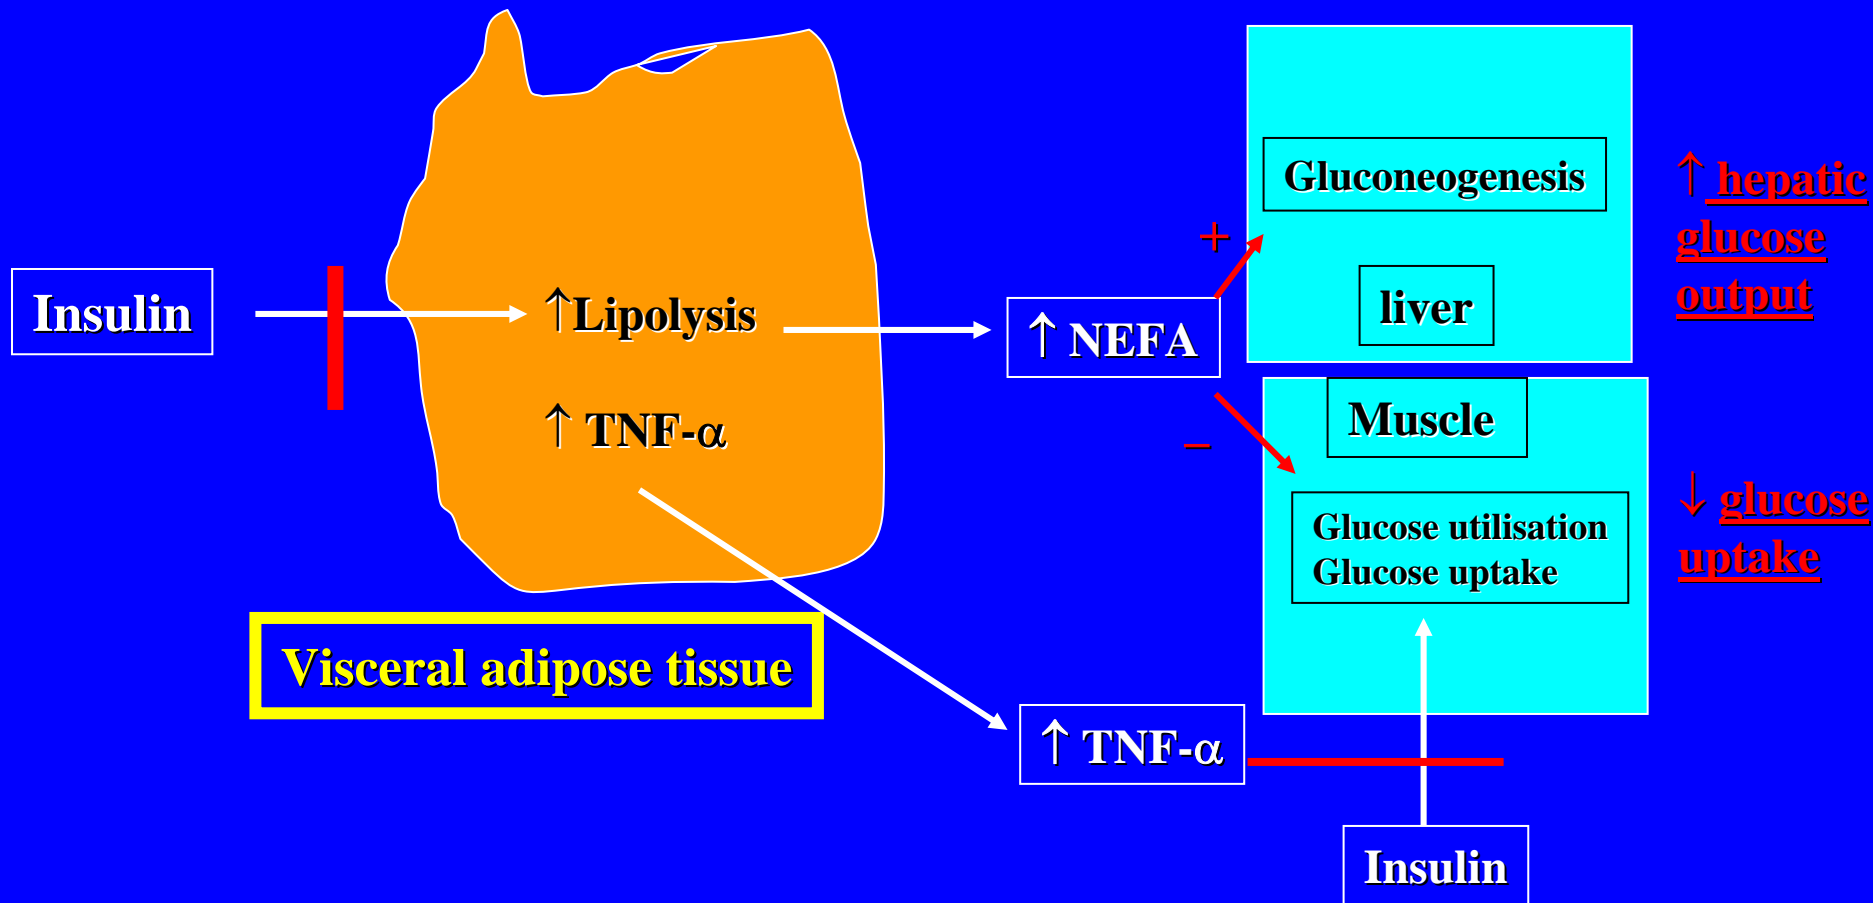 Insulin
↑Lipolysis
↑ TNF-α
Visceral adipose tissue
↑ NEFA
+
−
Gluconeogenesis
liver
↑ hepatic
glucose
output
Muscle
Glucose utilisation
Glucose uptake
↓ glucose
uptake
↑ TNF-α
Insulin